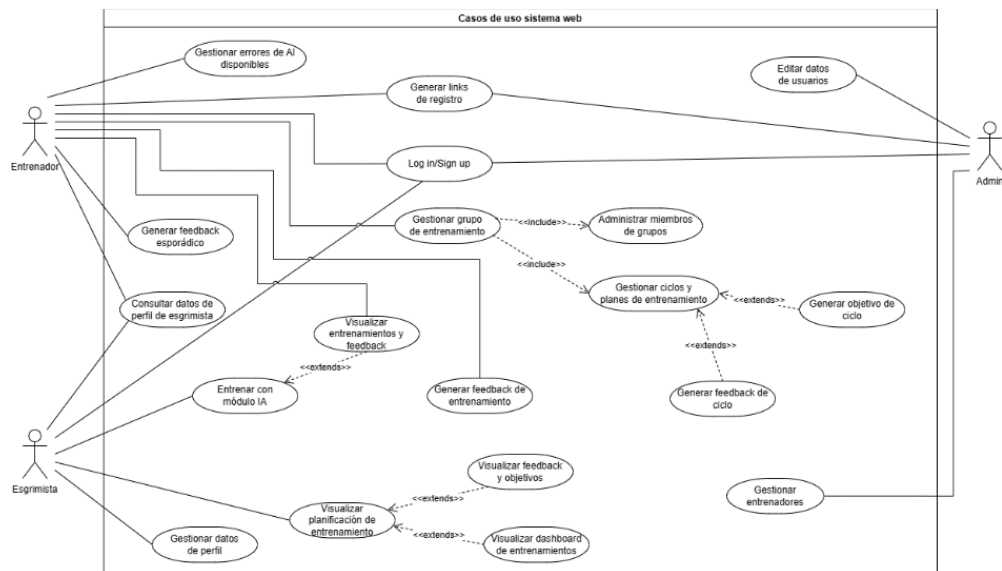 Casos de uso sistema web
Gestionar errores de AI
disponibles
Editar datos
de usuarios
Generar links
de registro
Entrenador
Log in/Sign up
Admin
Gestionar grupo
de entrenamiento
<<include>>
Administrar miembros
de grupos
Generar feedback
esporádico
<<include>>
Gestionar ciclos y
planes de entrenamiento
<<extends>>
Generar objetivo de
ciclo
Consultar datos de
perfil de esgrimista
Visualizar
entrenamientos y
feedback
<<extends>>
<<extends>>
Entrenar con
módulo IA
Generar feedback de
entrenamiento
Generar feedback de
ciclo
Esgrimista
Visualizar feedback
y objetivos
<<extends>>
Gestionar
entrenadores
Visualizar
planificación de
entrenamiento
<<extends>>
Visualizar dashboard
de entrenamientos
Gestionar datos
de perfil